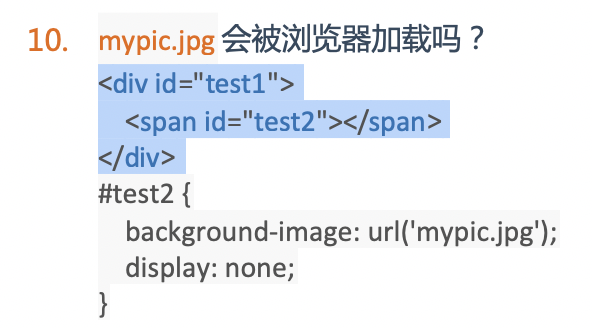 10. mypic.jpg 会被浏览器加载吗？
<div id="test1">
<span id="test2"></span>
</div>
#test2 {
background-image: url('mypic.jpg');
display: none;
}